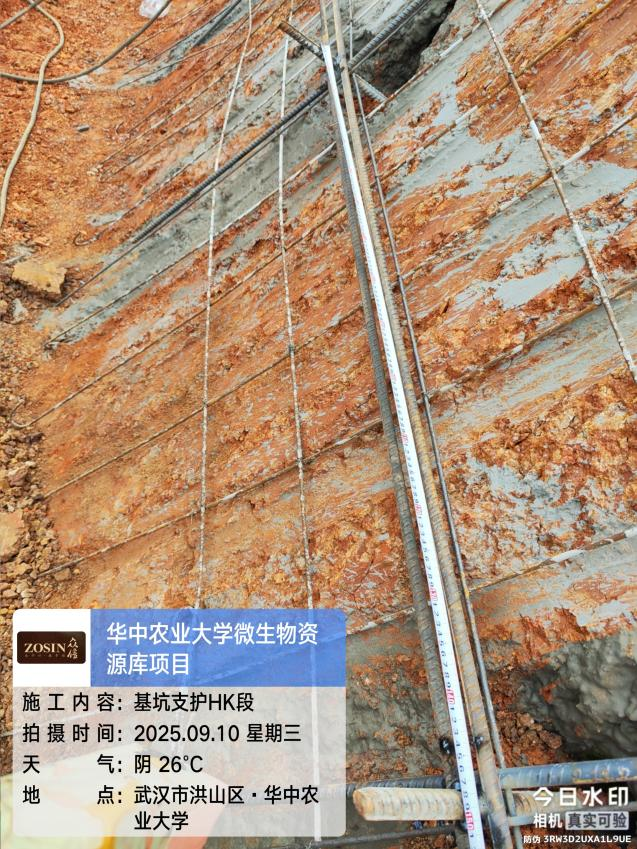 ZOSIN 众信
华中农业大学微生物资
源库项目
施工内容：基坑支护HK段
拍摄时间：2025.09.10 星期三
天气：阴 26°C
地点：武汉市洪山区·华中农
业大学
今日水印
相机 真实可验
防伪 3RW3D2UXA1L9UE